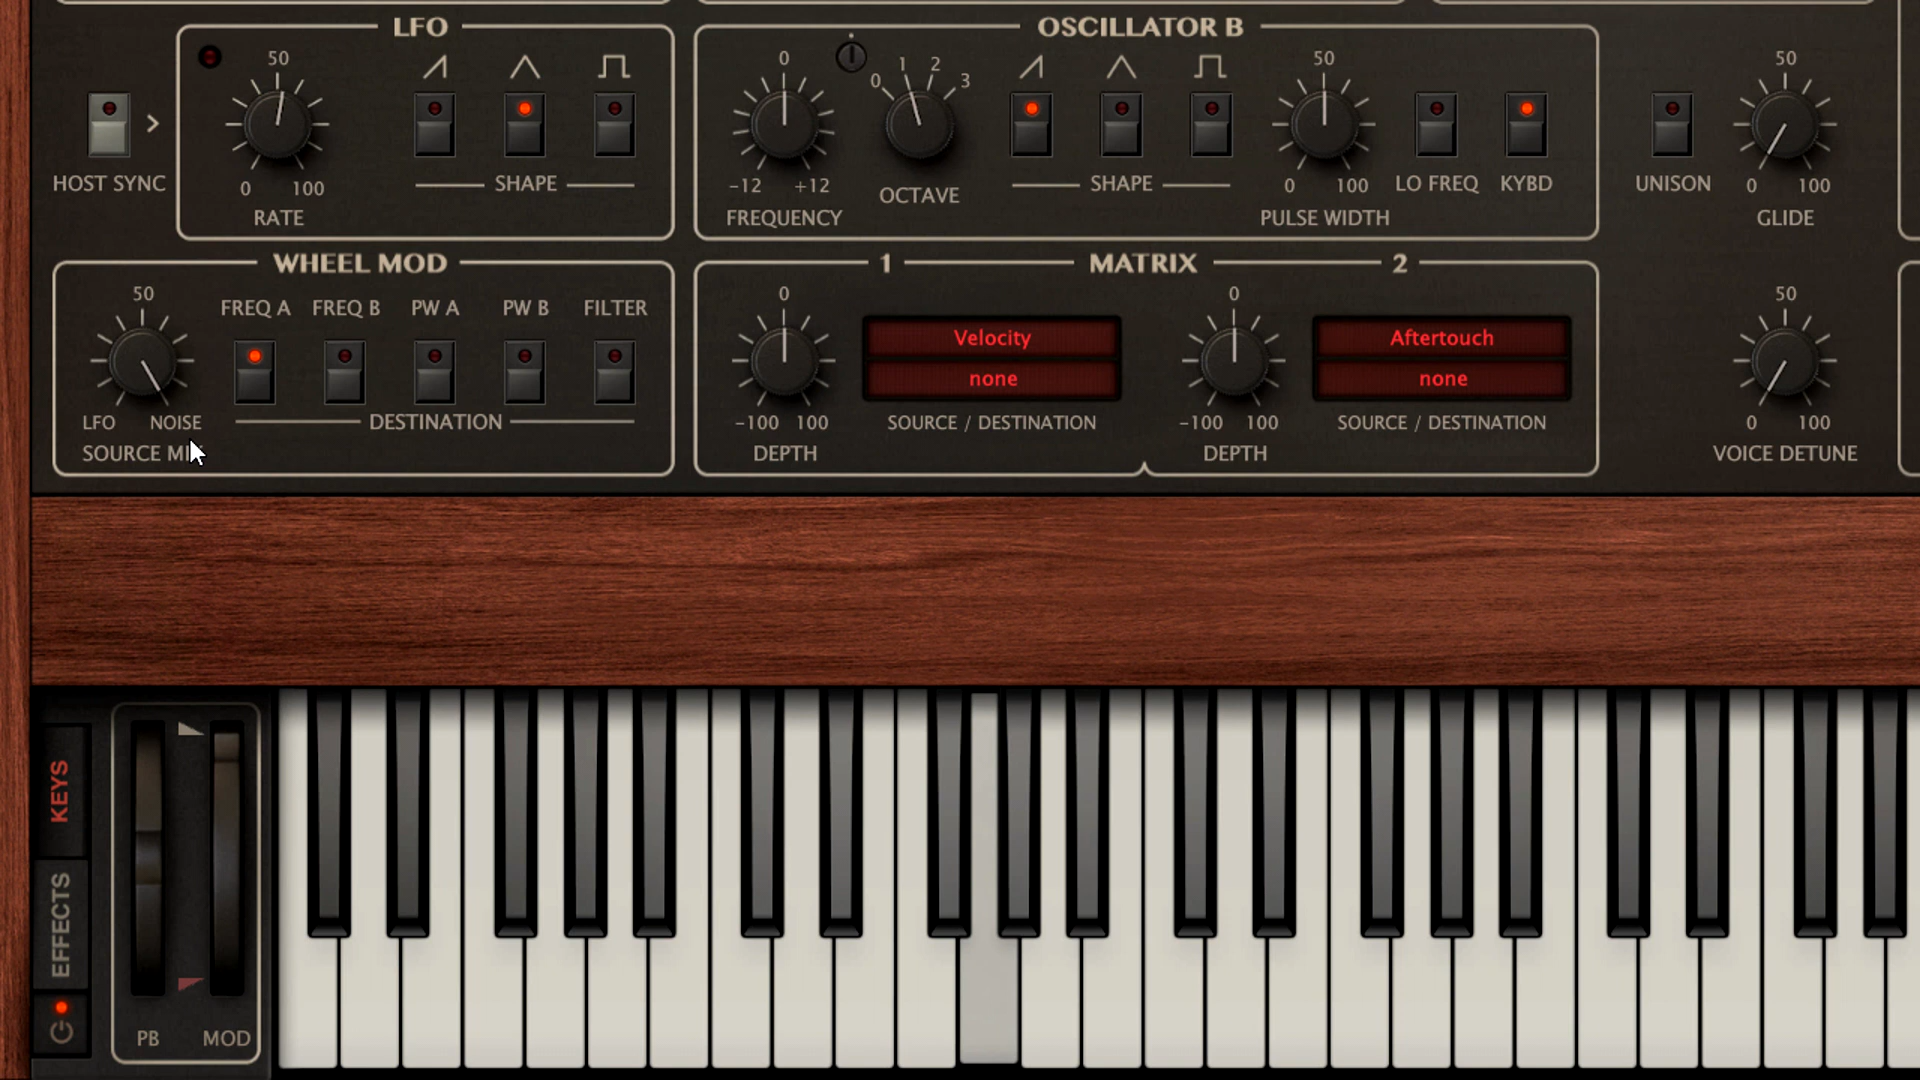 LFO
OSCILLATOR B
50
0
0 1 2 3
50
50
HOST SYNC
0 100
RATE
SHAPE
-12 +12
FREQUENCY
OCTAVE
SHAPE
0 100
PULSE WIDTH
LO FREQ
KYBD
UNISON
0 100
GLIDE
WHEEL MOD
1 MATRIX 2
50
FREQ A FREQ B PW A PW B FILTER
LFO NOISE
SOURCE
DESTINATION
0
-100 100
DEPTH
Velocity
none
SOURCE / DESTINATION
0
-100 100
DEPTH
Aftertouch
none
SOURCE / DESTINATION
50
0 100
VOICE DETUNE
KEYS
EFFECTS
PB MOD